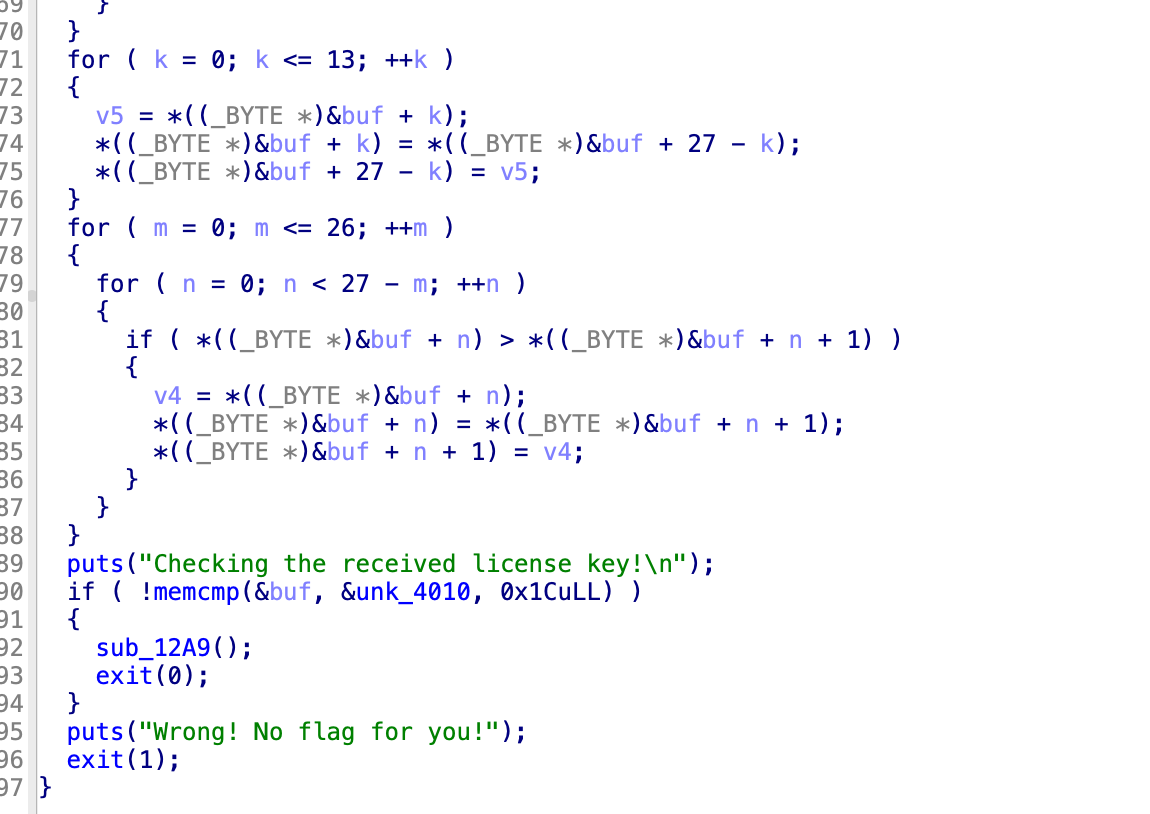 69       }
70   }
71   for ( k = 0; k <= 13; ++k )
72   {
73     v5 = *((_BYTE *)&buf + k);
74     *((_BYTE *)&buf + k) = *((_BYTE *)&buf + 27 - k);
75     *((_BYTE *)&buf + 27 - k) = v5;
76   }
77   for ( m = 0; m <= 26; ++m )
78   {
79     for ( n = 0; n < 27 - m; ++n )
80     {
81       if ( *((_BYTE *)&buf + n) > *((_BYTE *)&buf + n + 1) )
82       {
83         v4 = *((_BYTE *)&buf + n);
84         *((_BYTE *)&buf + n) = *((_BYTE *)&buf + n + 1);
85         *((_BYTE *)&buf + n + 1) = v4;
86       }
87     }
88   }
89   puts("Checking the received license key!\n");
90   if ( !memcmp(&buf, &unk_4010, 0x1CuLL) )
91   {
92     sub_12A9();
93     exit(0);
94   }
95   puts("Wrong! No flag for you!");
96   exit(1);
97 }